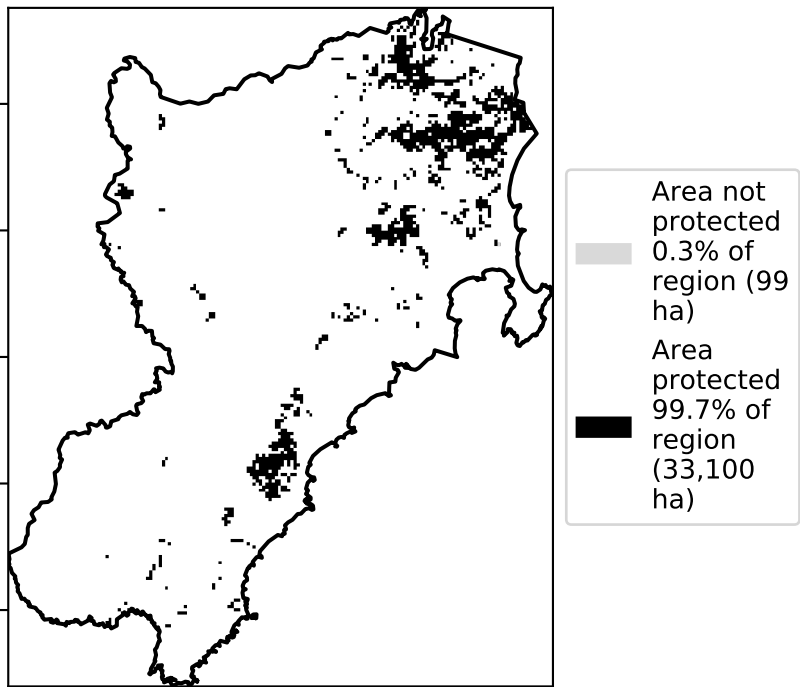 Area not
protected
0.3% of
region (99
ha)
Area
protected
99.7% of
region
(33,100
ha)